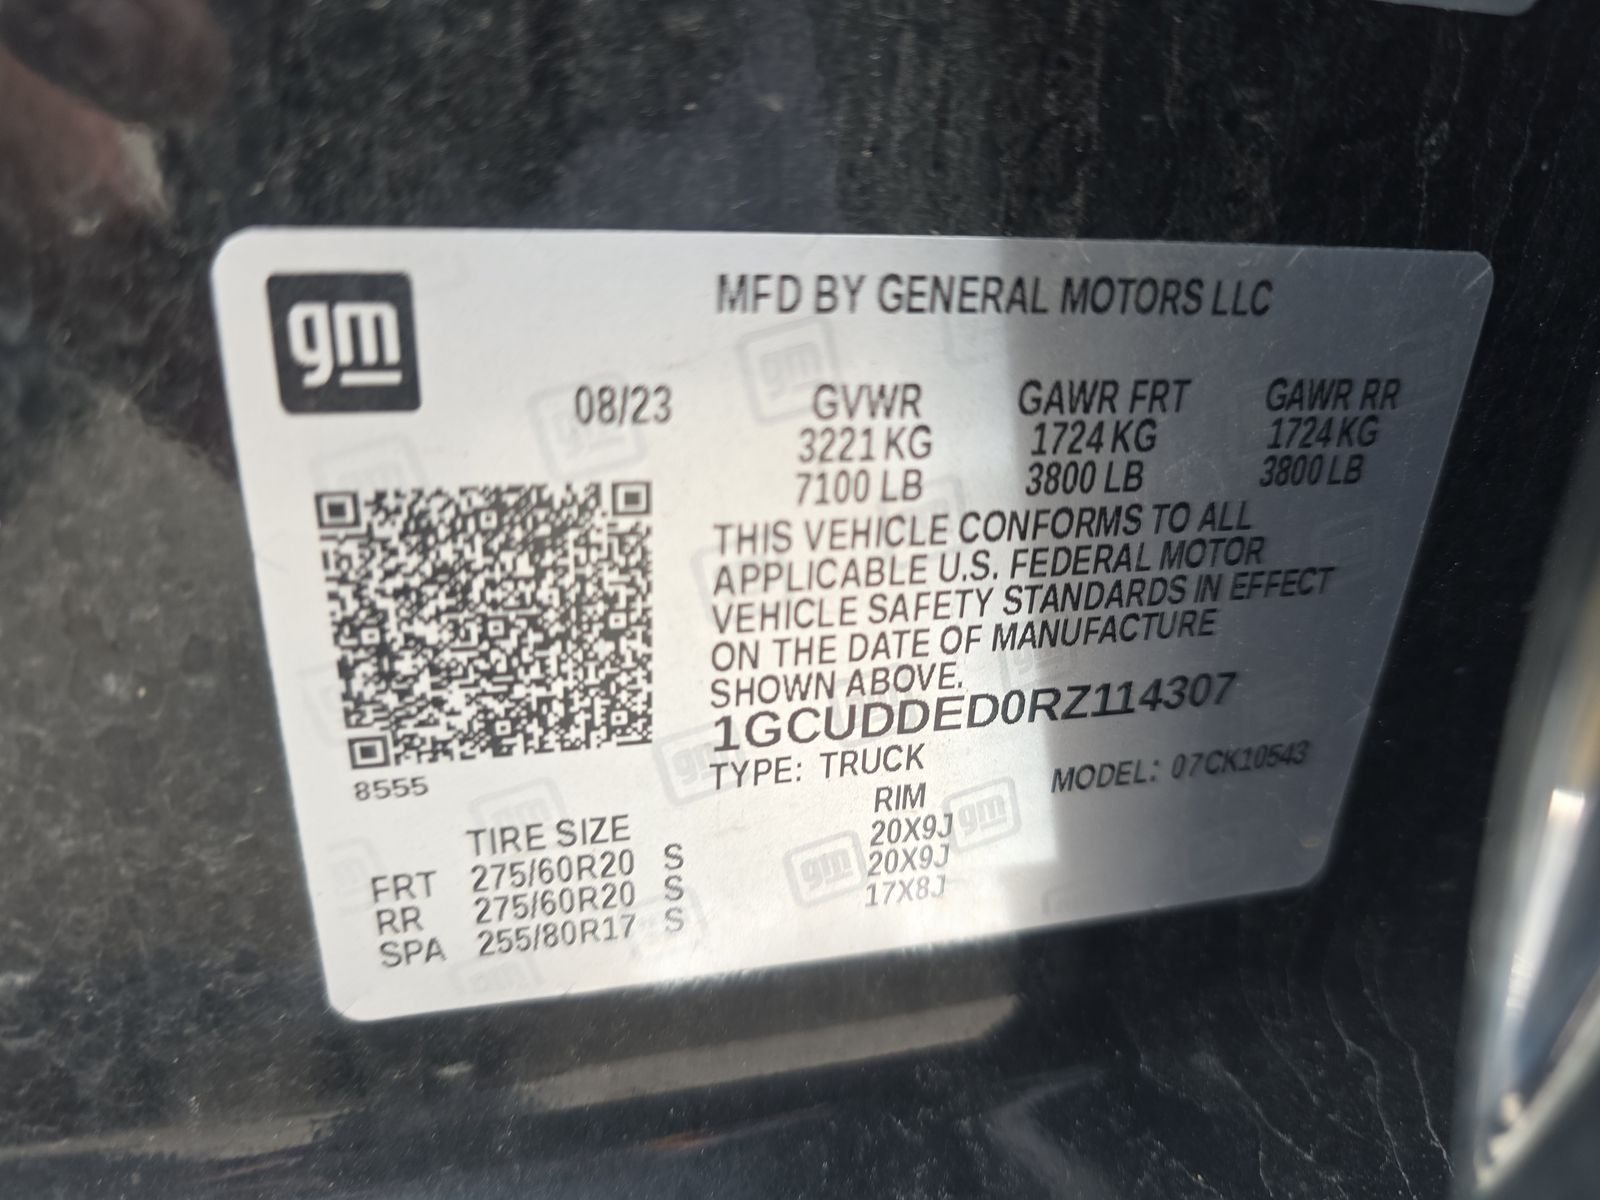 gm
MFD BY GENERAL MOTORS LLC
08/23 GVWR GAWR FRT GAWR RR
3221 KG 1724 KG 1724 KG
7100 LB 3800 LB 3800 LB
THIS VEHICLE CONFORMS TO ALL
APPLICABLE U.S. FEDERAL MOTOR
VEHICLE SAFETY STANDARDS IN EFFECT
ON THE DATE OF MANUFACTURE
SHOWN ABOVE.
1GCUDDED0RZ114307
TYPE: TRUCK MODEL: 07CK10543
8555
TIRE SIZE RIM
FRT 275/60R20 S 20X9J
RR 275/60R20 S 20X9J
SPA 255/80R17 S 17X8J